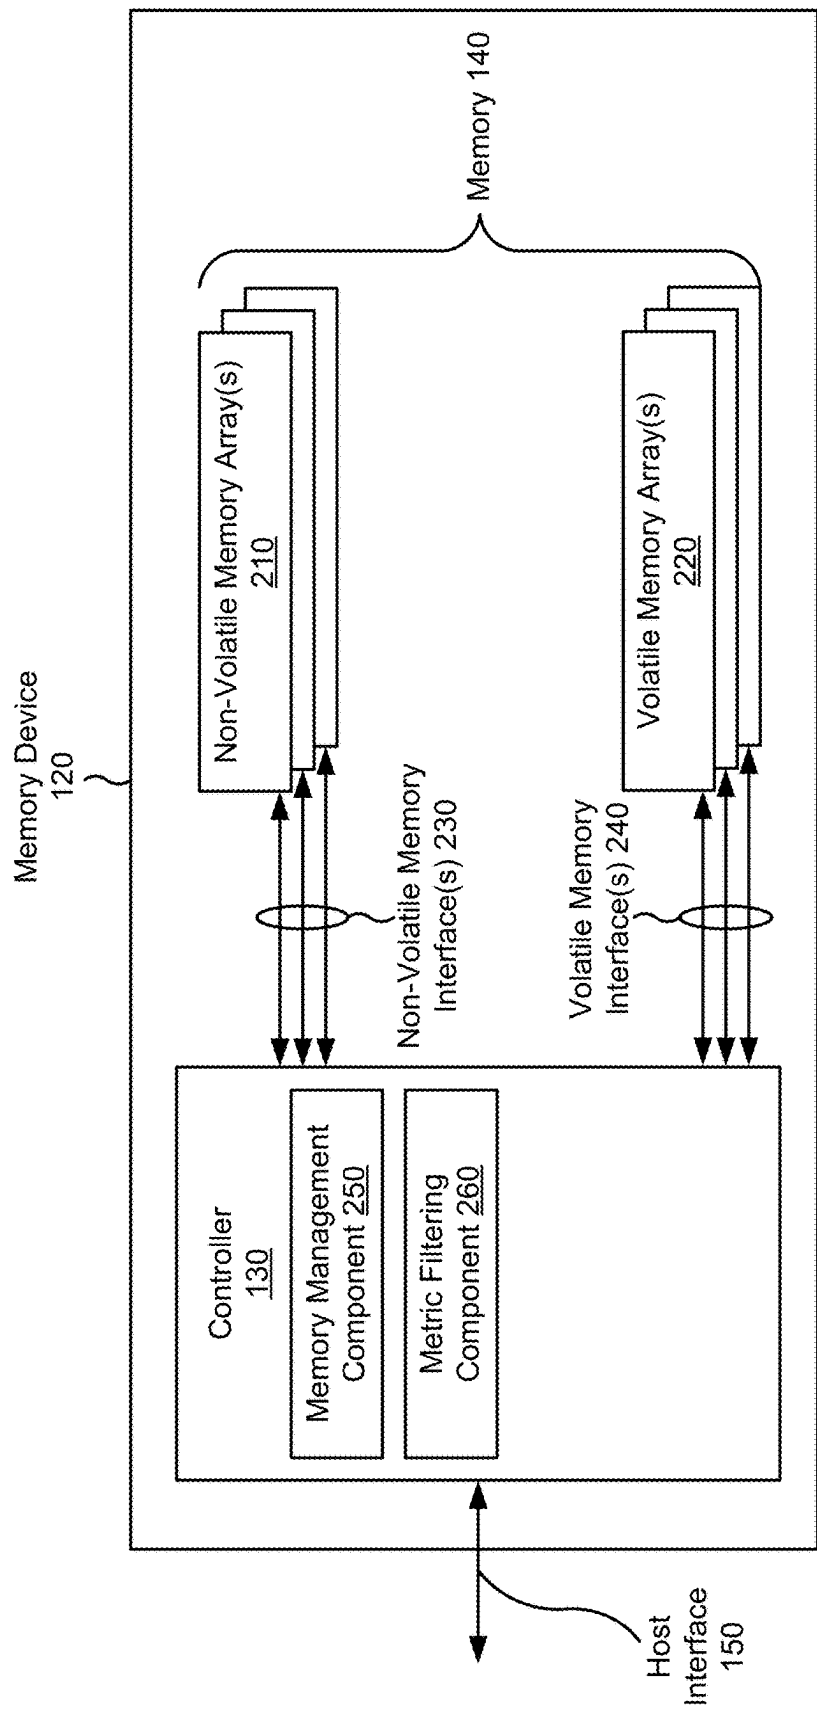 Memory Device
120
Controller
130
Memory Management
Component 250
Metric Filtering
Component 260
Host
Interface
150
Non-Volatile Memory
Interface(s) 230
Volatile Memory
Interface(s) 240
Non-Volatile Memory Array(s)
210
Volatile Memory Array(s)
220
Memory 140